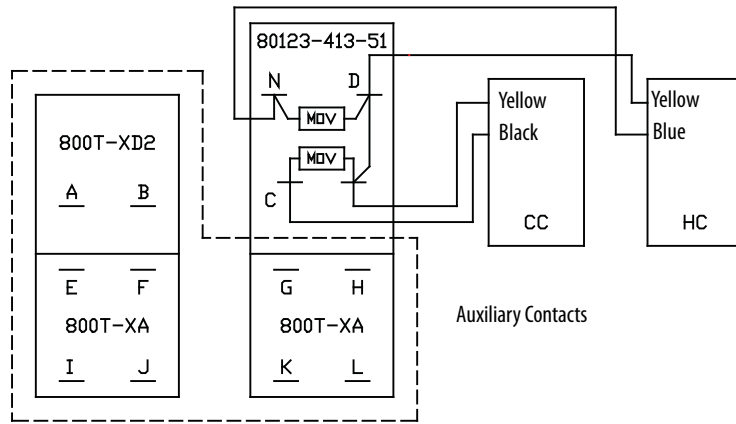 80123-413-51
N D
MOV
MOV
C
800T-XD2
A B
E F
800T-XA
I J
G H
800T-XA
K L
Yellow
Black
CC
Yellow
Blue
HC
Auxiliary Contacts